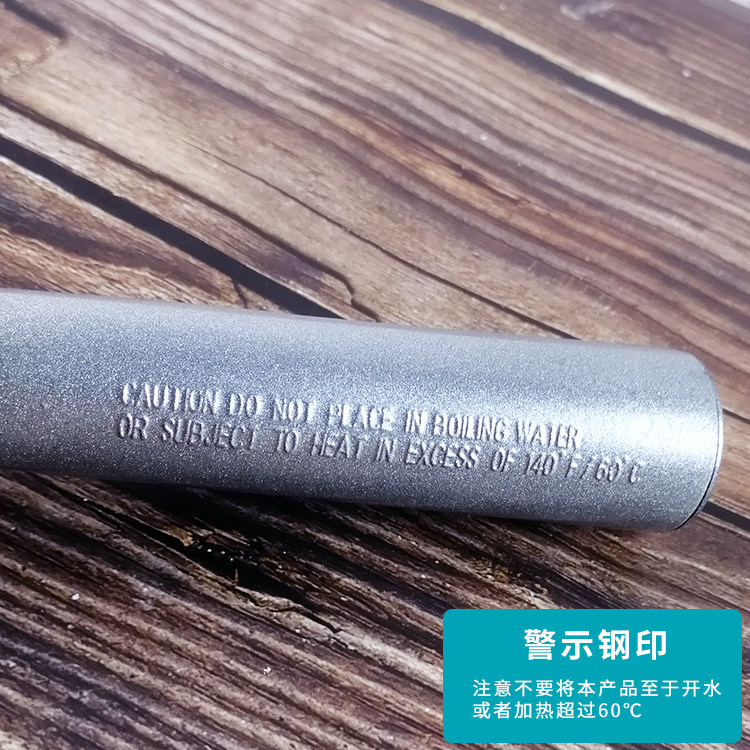 CAUTION DO NOT PLACE IN BOILING WATER
OR SUBJECT TO HEAT IN EXCESS OF 140°F/60°C
警示钢印
注意不要将本产品至于开水
或者加热超过60℃